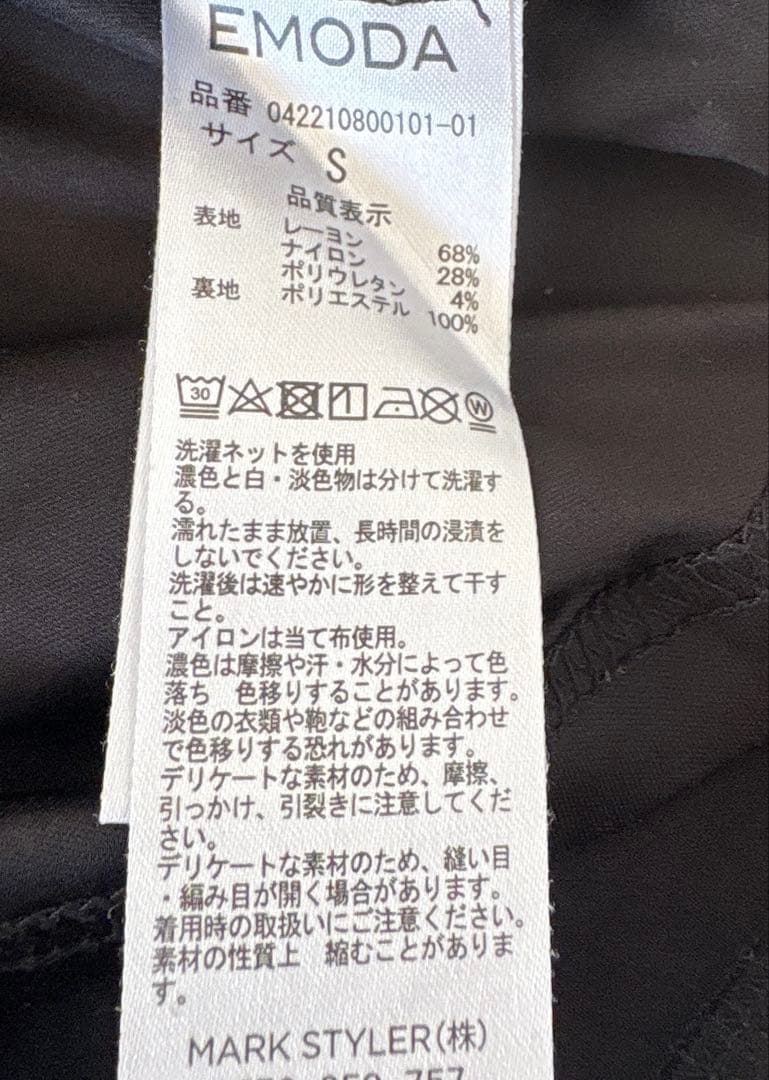 EMODA
品番 042210800101-01
サイズ S
品質表示
表地 レーヨン 68%
ナイロン 28%
ポリウレタン 4%
裏地 ポリエステル 100%
30 W
洗濯ネットを使用
濃色と白・淡色物は分けて洗濯す
る。
濡れたまま放置、長時間の浸漬を
しないでください。
洗濯後は速やかに形を整えて干す
こと。
アイロンは当て布使用。
濃色は摩擦や汗・水分によって色
落ち 色移りすることがあります。
淡色の衣類や鞄などの組み合わせ
で色移りする恐れがあります。
デリケートな素材のため、摩擦、
引っかけ、引裂きに注意してくだ
さい。
デリケートな素材のため、縫い目
・編み目が開く場合があります。
着用時の取扱いにご注意ください。
素材の性質上 縮むことがありま
す。
MARK STYLER(株)